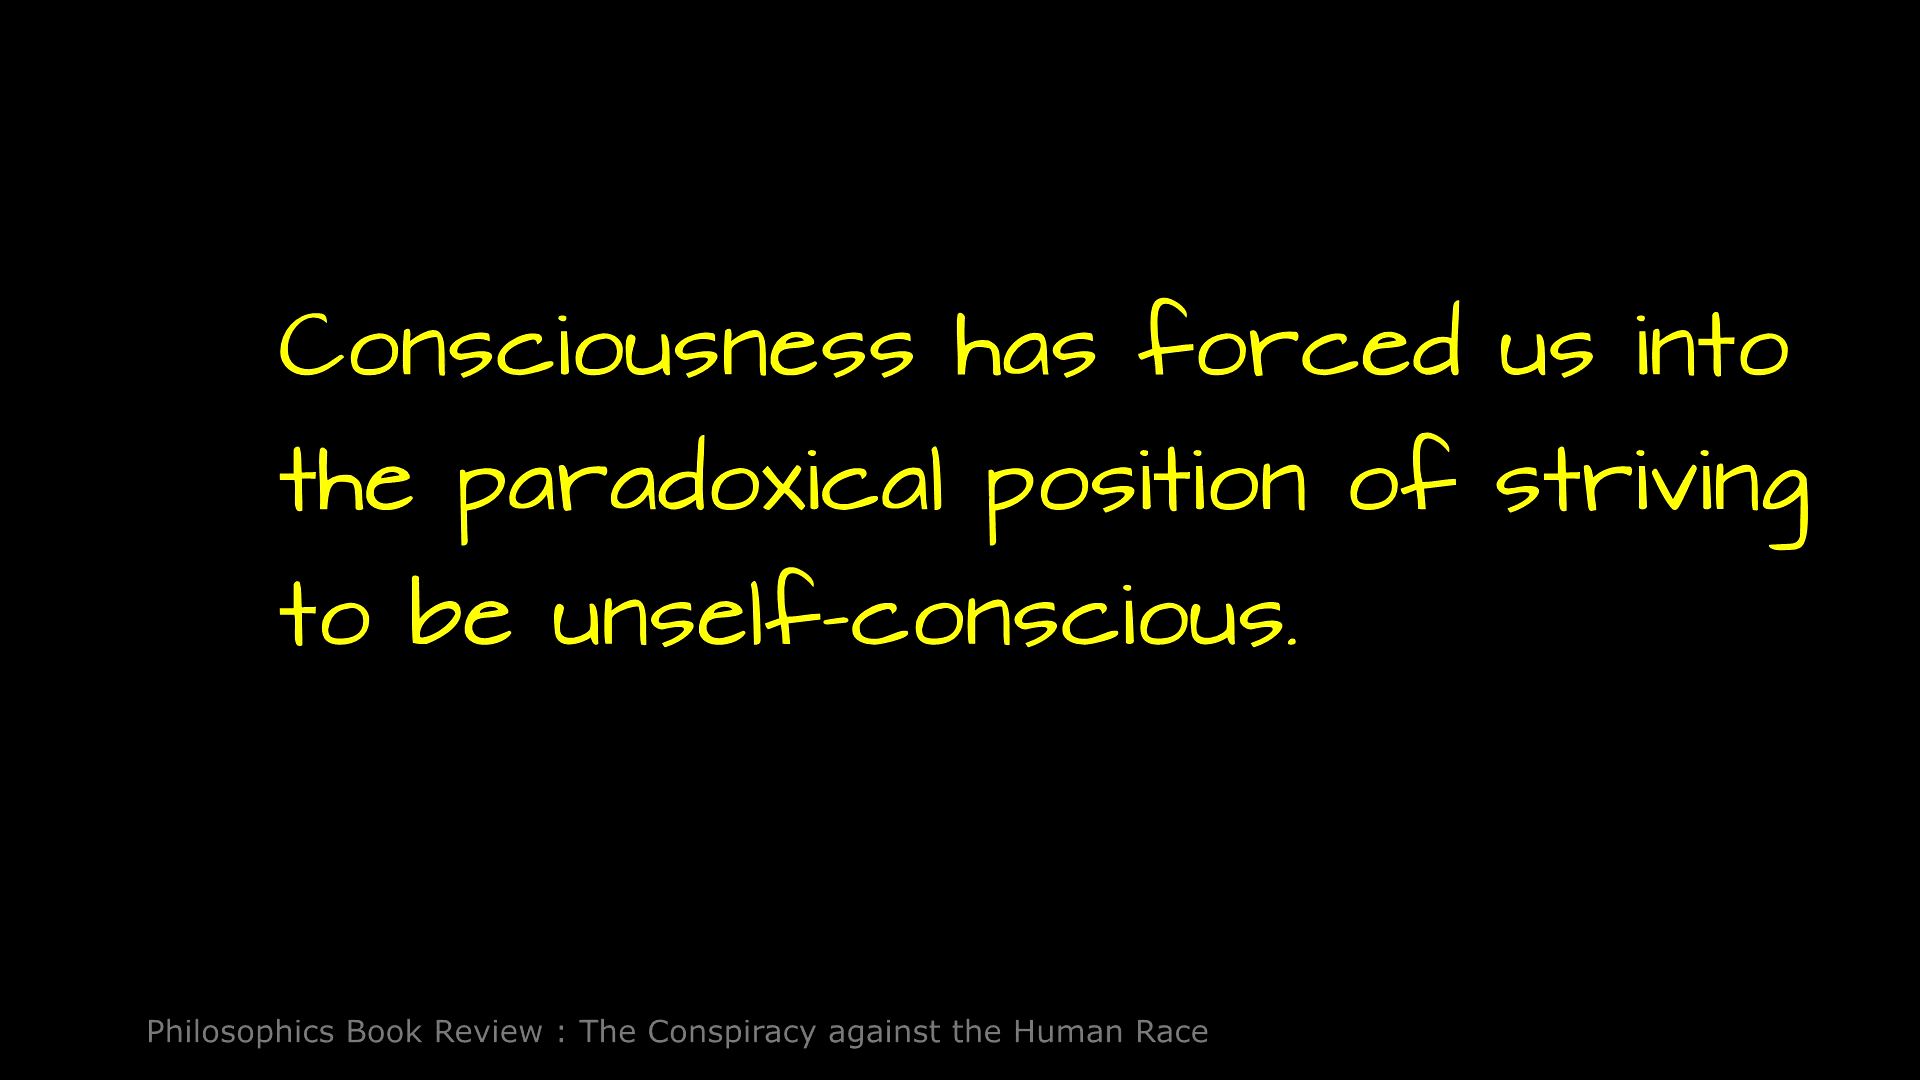 Consciousness has forced us into
the paradoxical position of striving
to be unself-conscious.
Philosophics Book Review : The Conspiracy against the Human Race